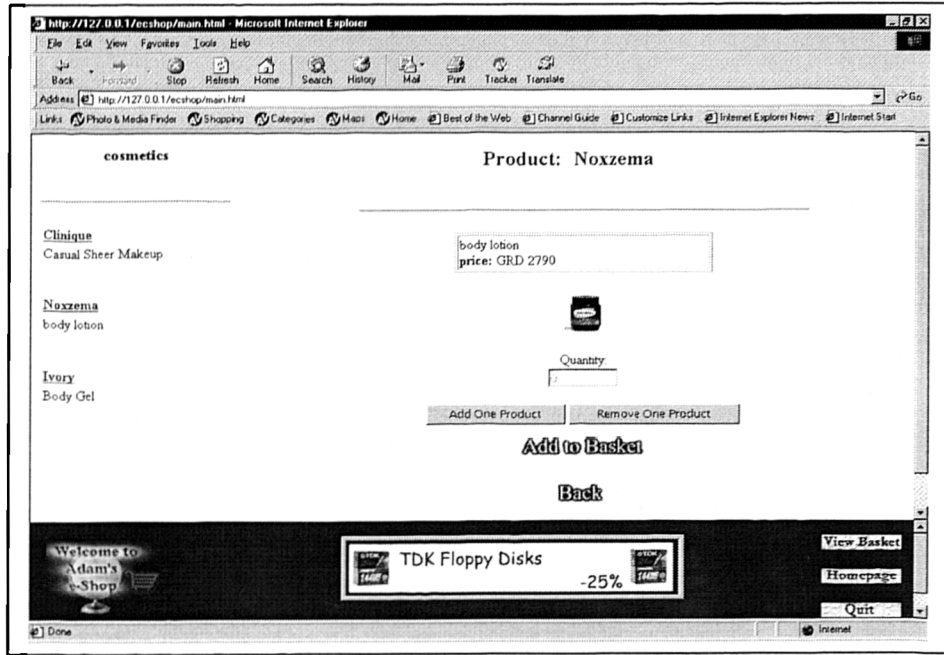 http://127.0.0.1/ecshop/main.html - Microsoft Internet Explorer
File Edit View Favorites Tools Help
Back Forward Stop Refresh Home Search History Mail Print Tracker Translate
Address http://127.0.0.1/ecshop/main.html Go
Links Photo & Media Finder Shopping Categories Maps Home Best of the Web Channel Guide Customize Links Internet Explorer News Internet Start
cosmetics
Clinique
Casual Sheer Makeup
Noxzema
body lotion
Ivory
Body Gel
Product: Noxzema
body lotion
price: GRD 2790
Quantity:
Add One Product Remove One Product
Add to Basket
Back
Welcome to
Adam's
e-Shop
TDK Floppy Disks
-25%
View Basket
Homepage
Quit
Done Internet